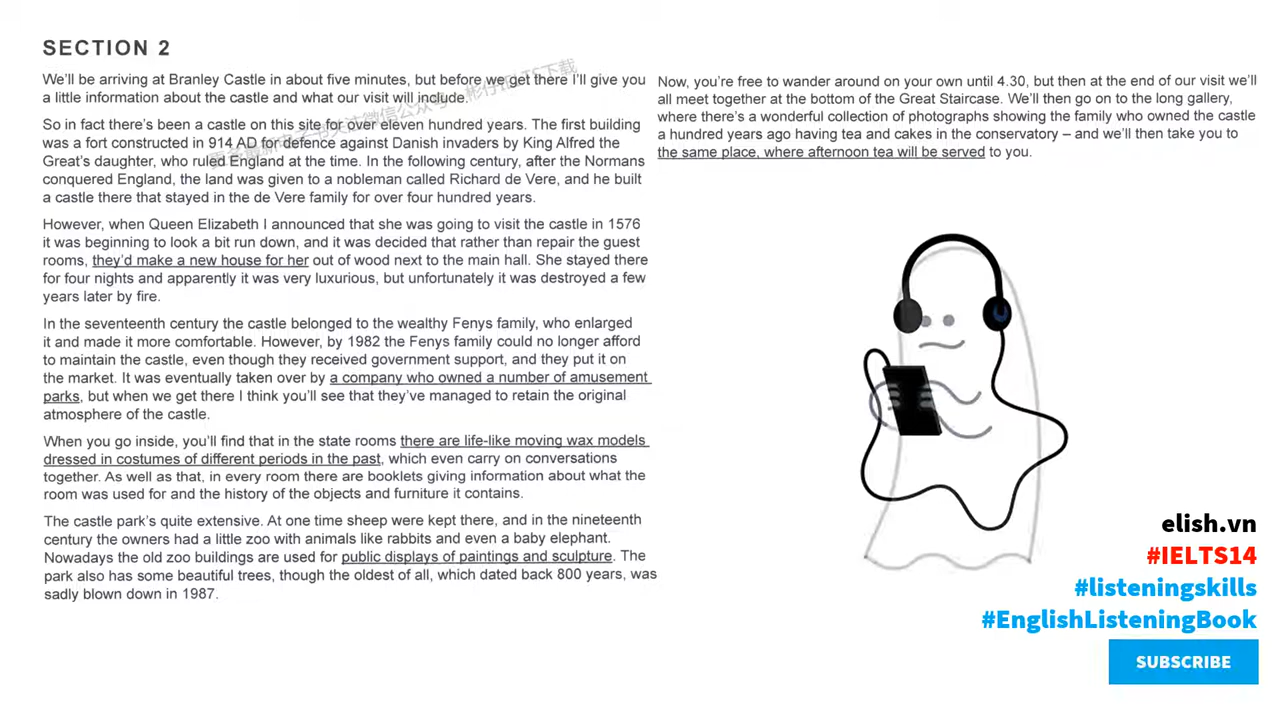 SECTION 2
We'll be arriving at Branley Castle in about five minutes, but before we get there I'll give you
a little information about the castle and what our visit will include.
So in fact there's been a castle on this site for over eleven hundred years. The first building
was a fort constructed in 914 AD for defence against Danish invaders by King Alfred the
Great's daughter, who ruled England at the time. In the following century, after the Normans
conquered England, the land was given to a nobleman called Richard de Vere, and he built
a castle there that stayed in the de Vere family for over four hundred years.
However, when Queen Elizabeth I announced that she was going to visit the castle in 1576
it was beginning to look a bit run down, and it was decided that rather than repair the guest
rooms, they'd make a new house for her out of wood next to the main hall. She stayed there
for four nights and apparently it was very luxurious, but unfortunately it was destroyed a few
years later by fire.
In the seventeenth century the castle belonged to the wealthy Fenys family, who enlarged
it and made it more comfortable. However, by 1982 the Fenys family could no longer afford
to maintain the castle, even though they received government support, and they put it on
the market. It was eventually taken over by a company who owned a number of amusement
parks, but when we get there I think you'll see that they've managed to retain the original
atmosphere of the castle.
When you go inside, you'll find that in the state rooms there are life-like moving wax models
dressed in costumes of different periods in the past, which even carry on conversations
together. As well as that, in every room there are booklets giving information about what the
room was used for and the history of the objects and furniture it contains.
The castle park's quite extensive. At one time sheep were kept there, and in the nineteenth
century the owners had a little zoo with animals like rabbits and even a baby elephant.
Nowadays the old zoo buildings are used for public displays of paintings and sculpture. The
park also has some beautiful trees, though the oldest of all, which dated back 800 years, was
sadly blown down in 1987.
Now, you're free to wander around on your own until 4.30, but then at the end of our visit we'll
all meet together at the bottom of the Great Staircase. We'll then go on to the long gallery,
where there's a wonderful collection of photographs showing the family who owned the castle
a hundred years ago having tea and cakes in the conservatory – and we'll then take you to
the same place, where afternoon tea will be served to you.
elish.vn
#IELTS14
#listeningskills
#EnglishListeningBook
SUBSCRIBE